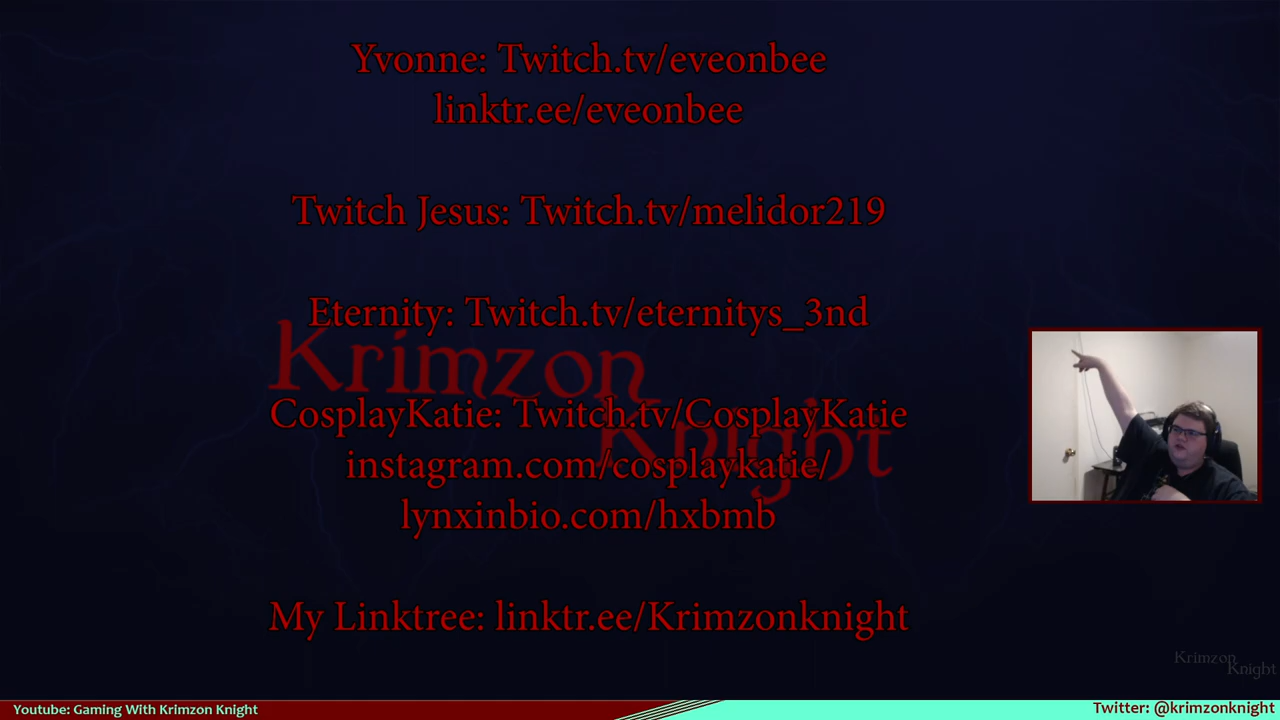 Yvonne: Twitch.tv/eveonbee
linktr.ee/eveonbee
Twitch Jesus: Twitch.tv/melidor219
Eternity: Twitch.tv/eternitys_3nd
Krimzon
Knight
CosplayKatie: Twitch.tv/CosplayKatie
instagram.com/cosplaykatie/
lynxinbio.com/hxbmb
My Linktree: linktr.ee/Krimzonknight
Krimzon
Knight
Youtube: Gaming With Krimzon Knight
Twitter: @krimzonknight